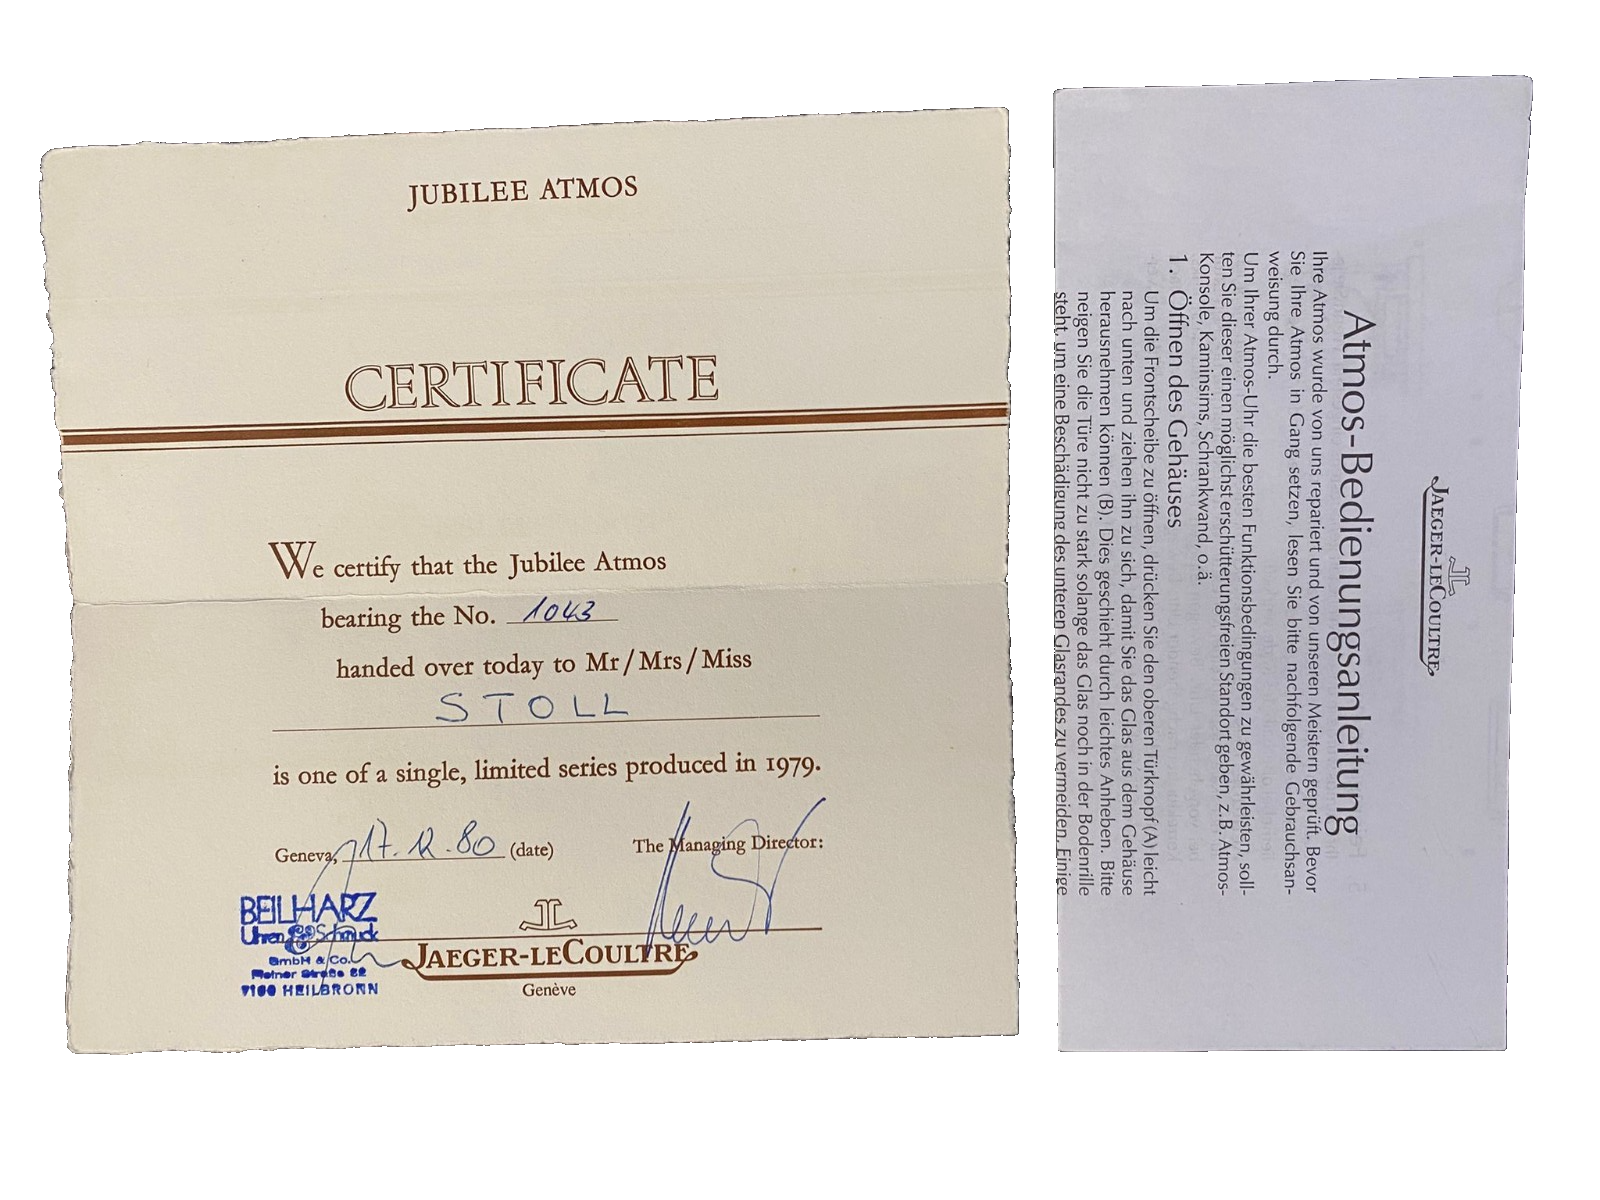 JUBILEE ATMOS
CERTIFICATE
We certify that the Jubilee Atmos
bearing the No. 1043
handed over today to Mr/Mrs/Miss
STOLL
is one of a single, limited series produced in 1979.
Geneva, 17.12.80 (date)
The Managing Director:
BEILHARZ
Uhren & Schmuck
GmbH & Co.
7100 HEILBRONN
JAEGER-LECOULTRE
Genève
JAEGER-LECOULTRE
Atmos-Bedienungsanleitung
Ihre Atmos wurde von uns repariert und von unseren Meistern geprüft. Bevor
Sie Ihre Atmos in Gang setzen, lesen Sie bitte nachfolgende Gebrauchsan-
weisung durch.
Um Ihrer Atmos-Uhr die besten Funktionsbedingungen zu gewährleisten, soll-
ten Sie dieser einen möglichst erschütterungsfreien Standort geben, z.B. Atmos-
Konsole, Kaminsims, Schrankwand, o.ä.
1. Öffnen des Gehäuses
Um die Frontscheibe zu öffnen, drücken Sie den oberen Türknopf (A) leicht
nach unten und ziehen ihn zu sich, damit Sie das Glas aus dem Gehäuse
herausnehmen können (B). Dies geschieht durch leichtes Anheben. Bitte
neigen Sie die Türe nicht zu stark solange das Glas noch in der Bodenrille
steht, um eine Beschädigung des unteren Glasrandes zu vermeiden. Einige